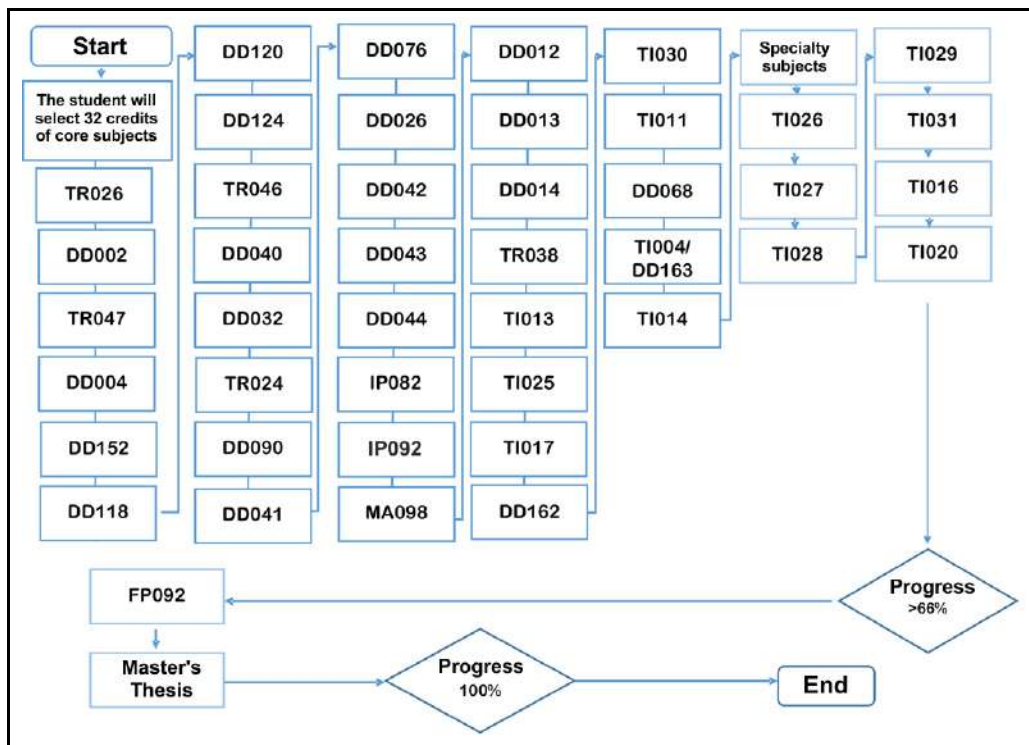 Start
The student will
select 32 credits
of core subjects
TR026
DD002
TR047
DD004
DD152
DD118
DD120
DD124
TR046
DD040
DD032
TR024
DD090
DD041
DD076
DD026
DD042
DD043
DD044
IP082
IP092
MA098
DD012
DD013
DD014
TR038
TI013
TI025
TI017
DD162
TI030
TI011
DD068
TI004/
DD163
TI014
Specialty
subjects
TI026
TI027
TI028
TI029
TI031
TI016
TI020
Progress
>66%
FP092
Master's
Thesis
Progress
100%
End